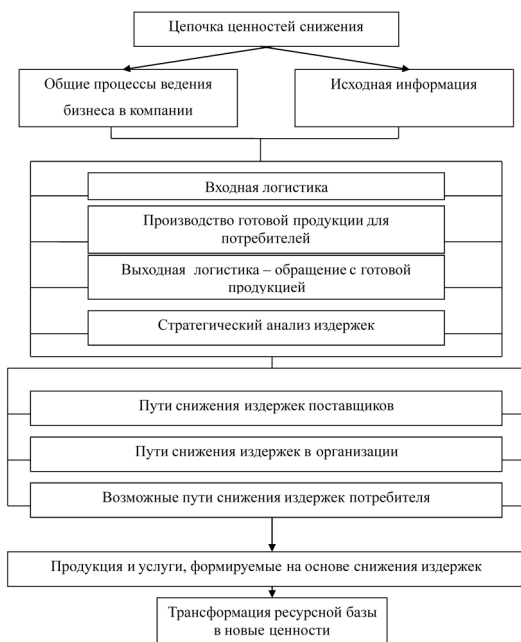 Цепочка ценностей снижения
Общие процессы ведения
бизнеса в компании
Исходная информация
Входная логистика
Производство готовой продукции для
потребителей
Выходная логистика – обращение с готовой
продукцией
Стратегический анализ издержек
Пути снижения издержек поставщиков
Пути снижения издержек в организации
Возможные пути снижения издержек потребителя
Продукция и услуги, формируемые на основе снижения издержек
Трансформация ресурсной базы
в новые ценности